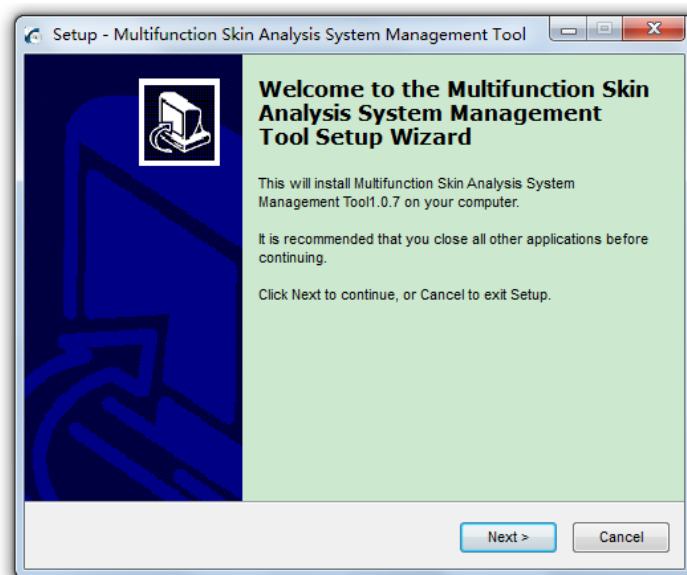 Setup - Multifunction Skin Analysis System Management Tool
Welcome to the Multifunction Skin
Analysis System Management
Tool Setup Wizard
This will install Multifunction Skin Analysis System
Management Tool1.0.7 on your computer.
It is recommended that you close all other applications before
continuing.
Click Next to continue, or Cancel to exit Setup.
Next >
Cancel